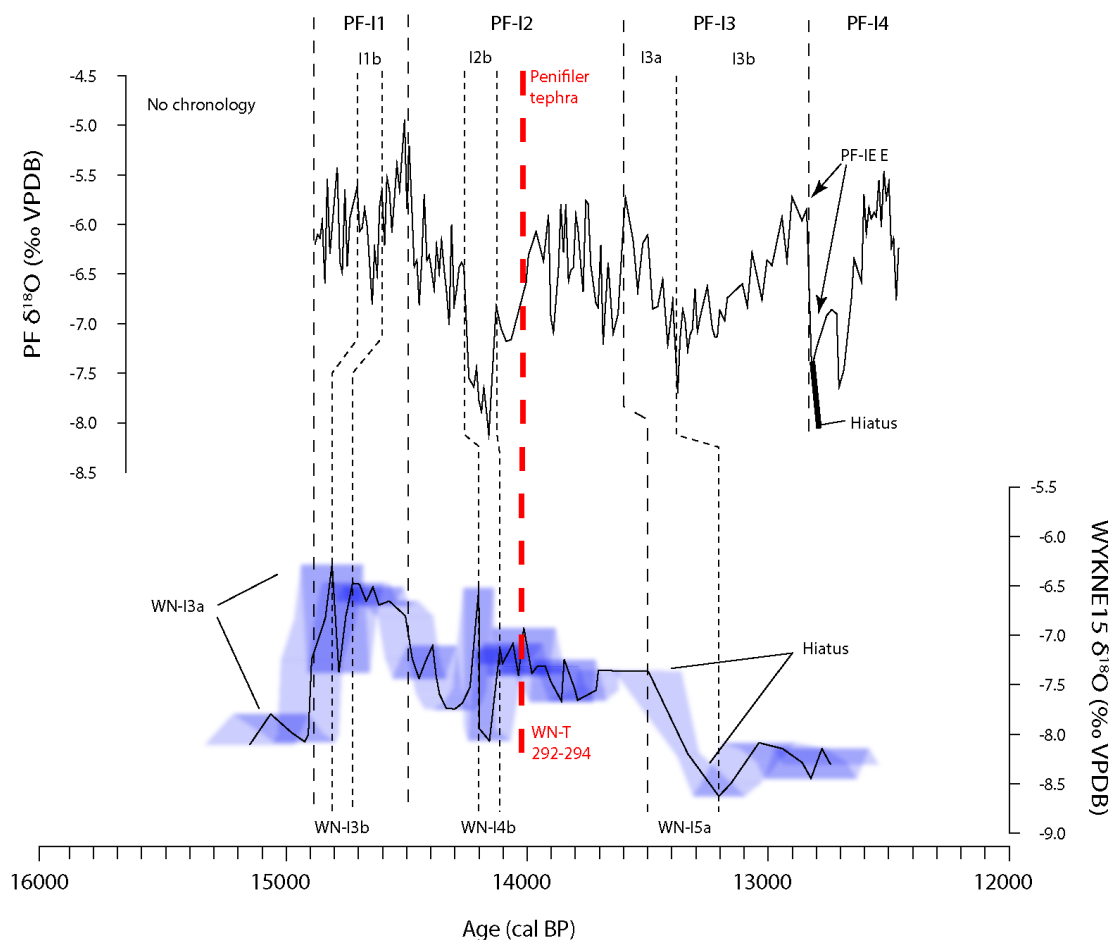 PF-I1
PF-I2
PF-I3
PF-I4
I1b
I2b
I3a
I3b
-4.5
-5.0
-5.5
-6.0
-6.5
-7.0
-7.5
-8.0
-8.5
PF δ¹⁸O (‰ VPDB)
No chronology
Penifiler
tephra
PF-IE E
Hiatus
-5.5
-6.0
-6.5
-7.0
-7.5
-8.0
-8.5
-9.0
WYKNE15 δ¹⁸O (‰ VPDB)
WN-I3a
Hiatus
WN-T
292-294
WN-I3b
WN-I4b
WN-I5a
16000
15000
14000
13000
12000
Age (cal BP)